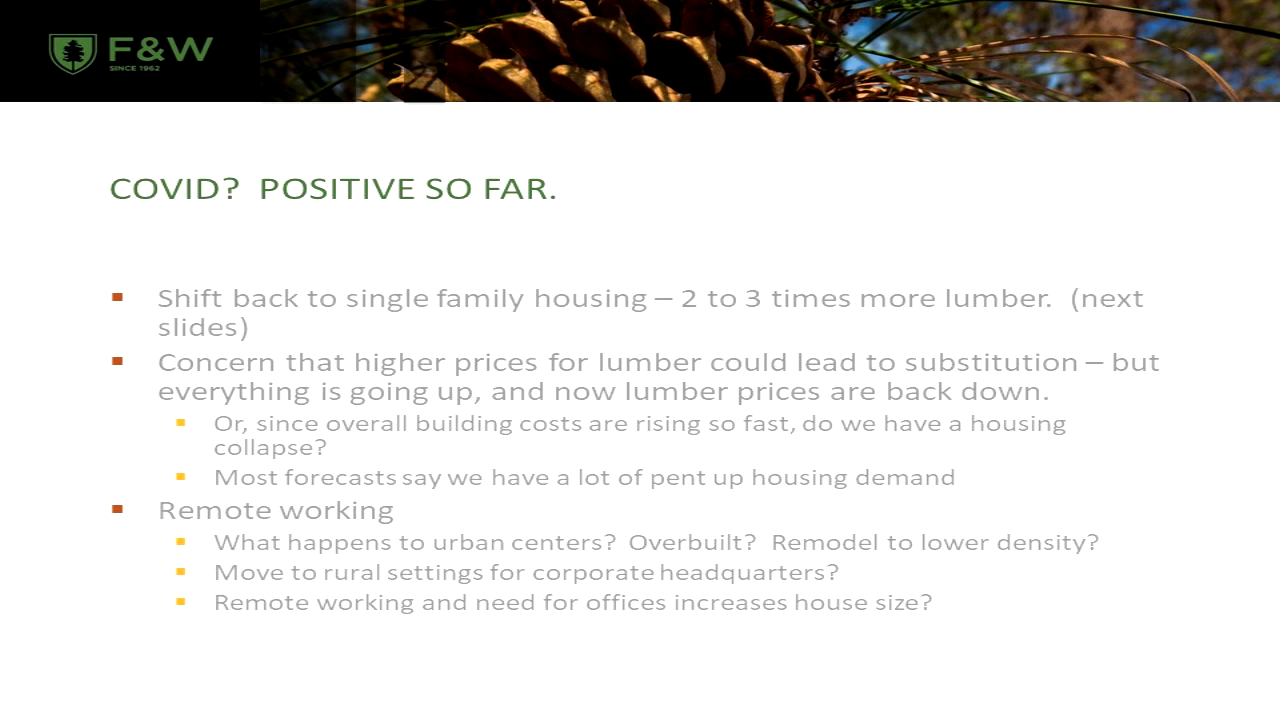 F&W
SINCE 1962
COVID?  POSITIVE SO FAR.
Shift back to single family housing – 2 to 3 times more lumber.  (next
slides)
Concern that higher prices for lumber could lead to substitution – but
everything is going up, and now lumber prices are back down.
Or, since overall building costs are rising so fast, do we have a housing
collapse?
Most forecasts say we have a lot of pent up housing demand
Remote working
What happens to urban centers?  Overbuilt?  Remodel to lower density?
Move to rural settings for corporate headquarters?
Remote working and need for offices increases house size?